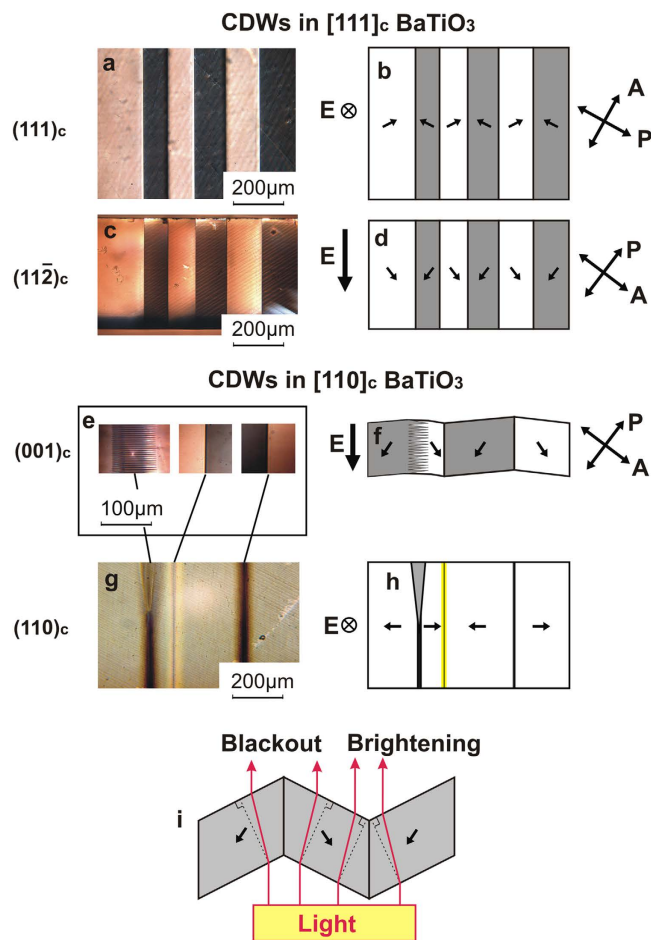 CDWs in [111]c BaTiO3
a
b
(111)c
E ⊗
A
P
200μm
c
d
(112̄)c
E
P
A
200μm
CDWs in [110]c BaTiO3
e
f
(001)c
E
P
A
100μm
g
h
(110)c
E⊗
200μm
Blackout
Brightening
i
Light